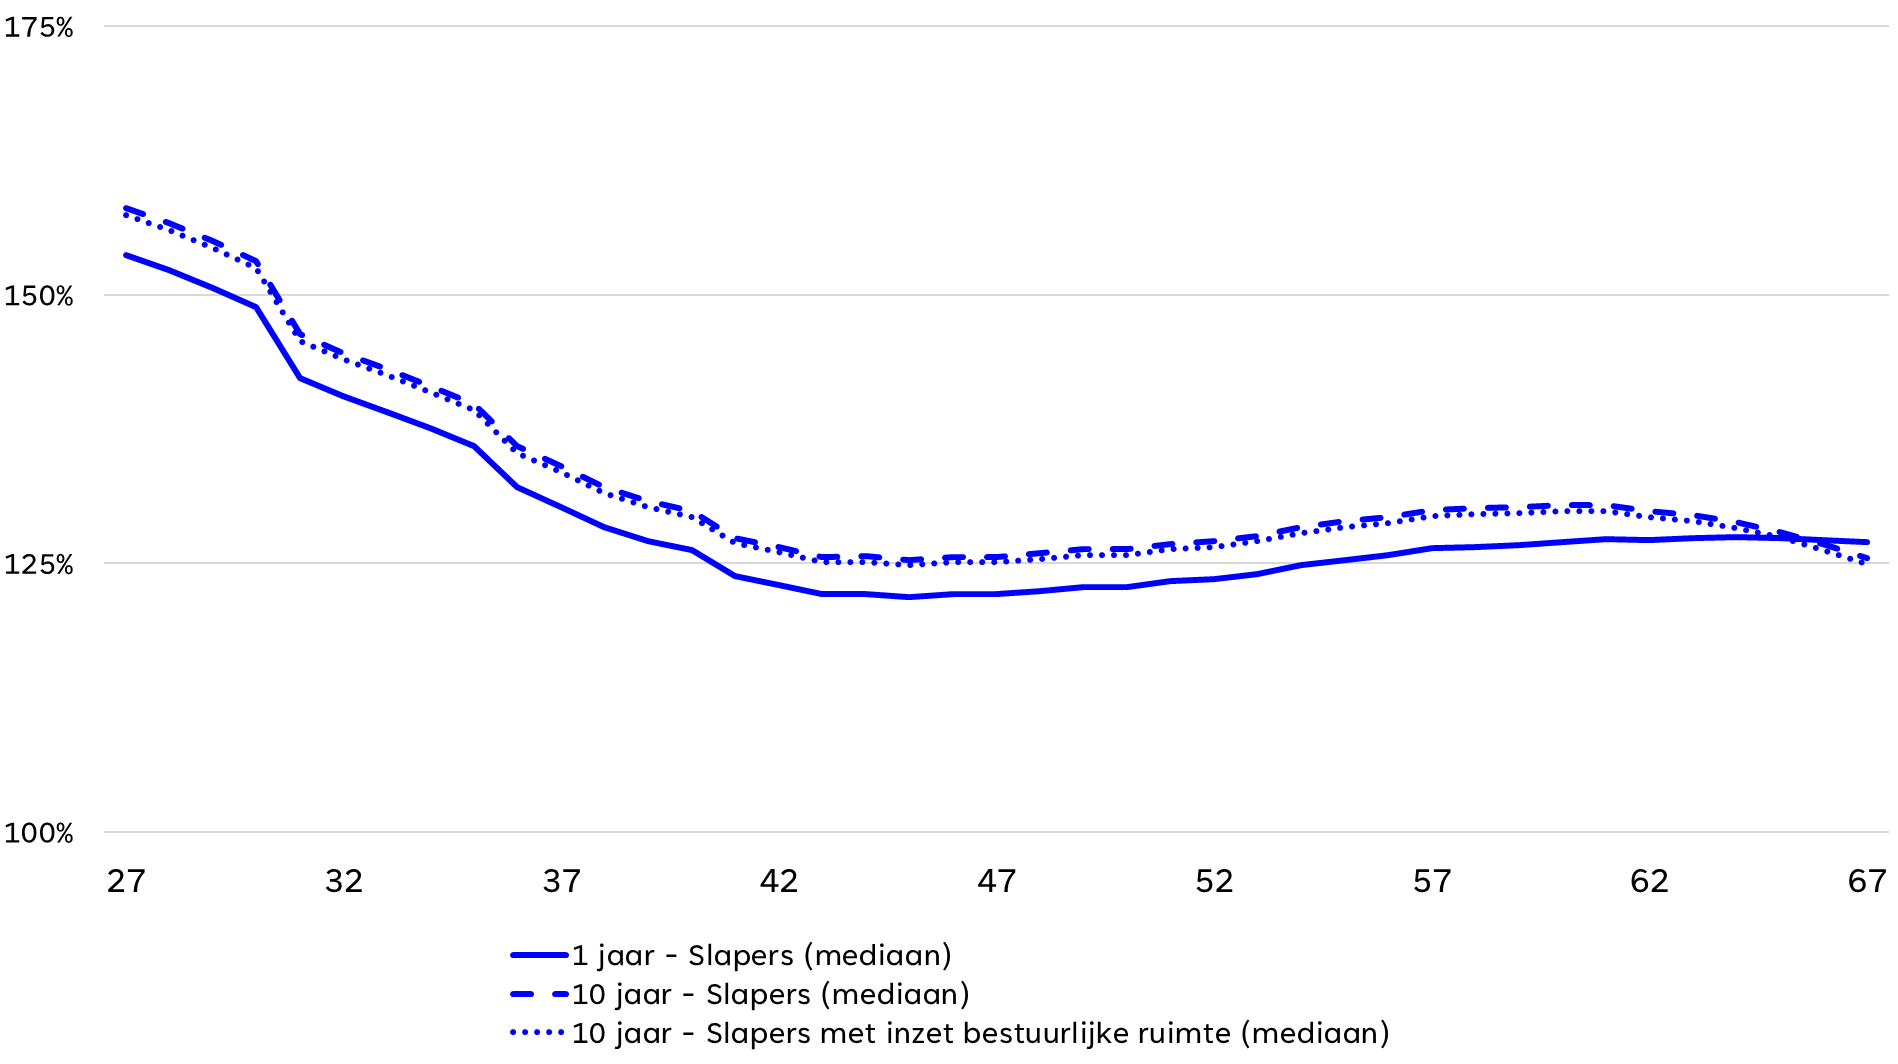 175%
150%
125%
100%
27 32 37 42 47 52 57 62 67
1 jaar - Slapers (mediaan)
10 jaar - Slapers (mediaan)
10 jaar - Slapers met inzet bestuurlijke ruimte (mediaan)